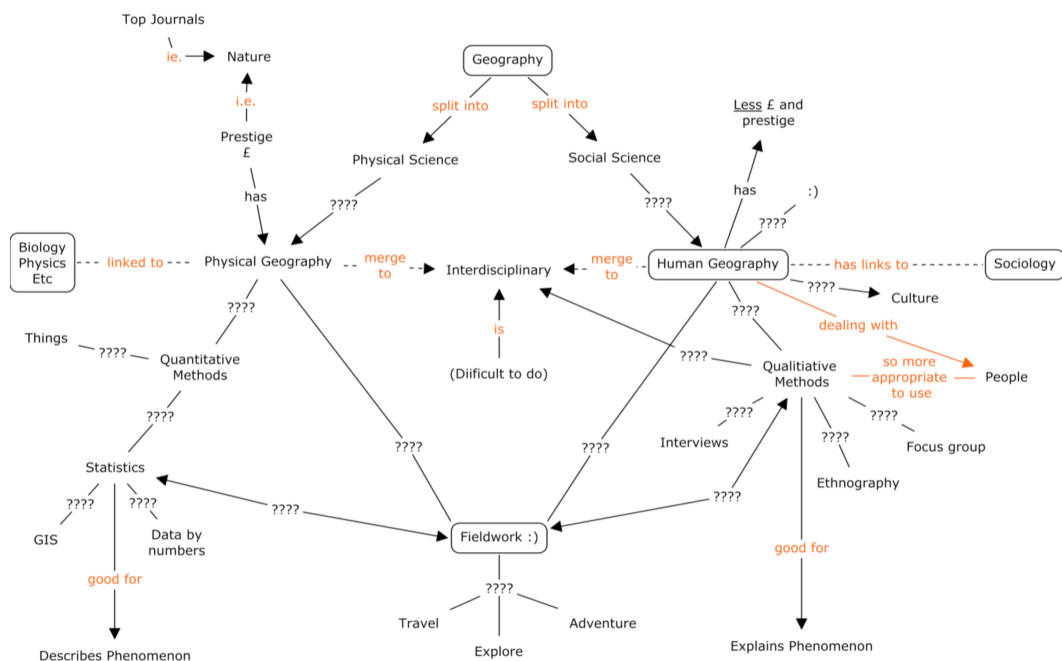 Top Journals
ie.
Nature
Geography
i.e.
split into
split into
Less £ and
prestige
Prestige
£
Physical Science
Social Science
has
????
????
has
:)
????
Biology
Physics
Etc
linked to
Physical Geography
merge
to
Interdisciplinary
merge
to
Human Geography
has links to
Sociology
????
Culture
????
????
dealing with
Things
????
is
????
Quantitative
Methods
(Diificult to do)
Qualitiative
Methods
so more
appropriate
to use
People
????
????
????
Interviews
????
????
????
Focus group
Statistics
Ethnography
????
????
????
????
GIS
Data by
numbers
Fieldwork :)
good for
good for
????
Travel
Adventure
Explore
Describes Phenomenon
Explains Phenomenon